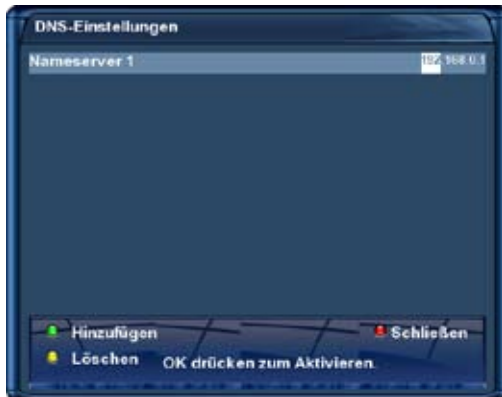 DNS-Einstellungen
Nameserver 1 192.168.0.1
Hinzufügen Schließen
Löschen OK drücken zum Aktivieren.